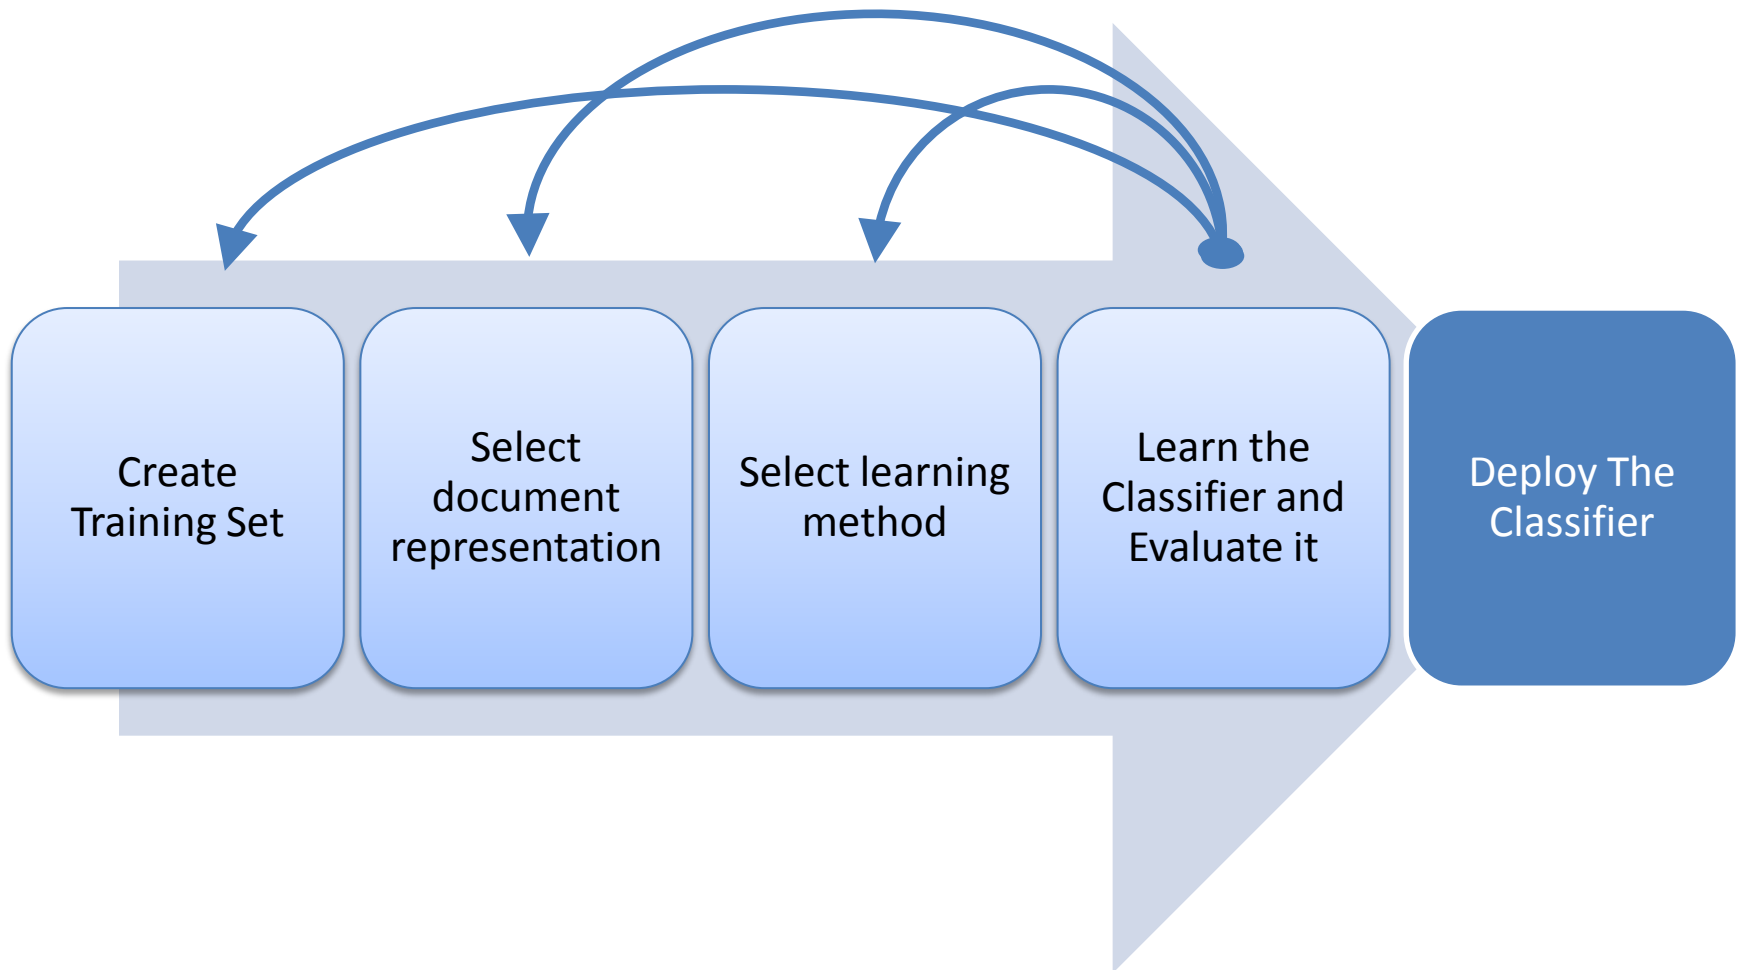 Create
Training Set
Select
document
representation
Select learning
method
Learn the
Classifier and
Evaluate it
Deploy The
Classifier